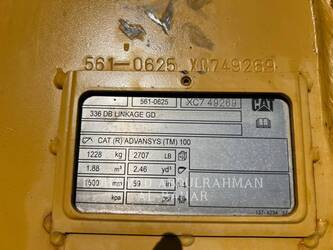 561-0625 XC749269
561-0625 XC7 49269 CAT
336 DB LINKAGE GD
CAT (R) ADVANSYS (TM) 100
1228 kg 2707 LB
1.88 m³ 2.46 yd³
1500 mm 59
kPa
ABDULRAHMAN